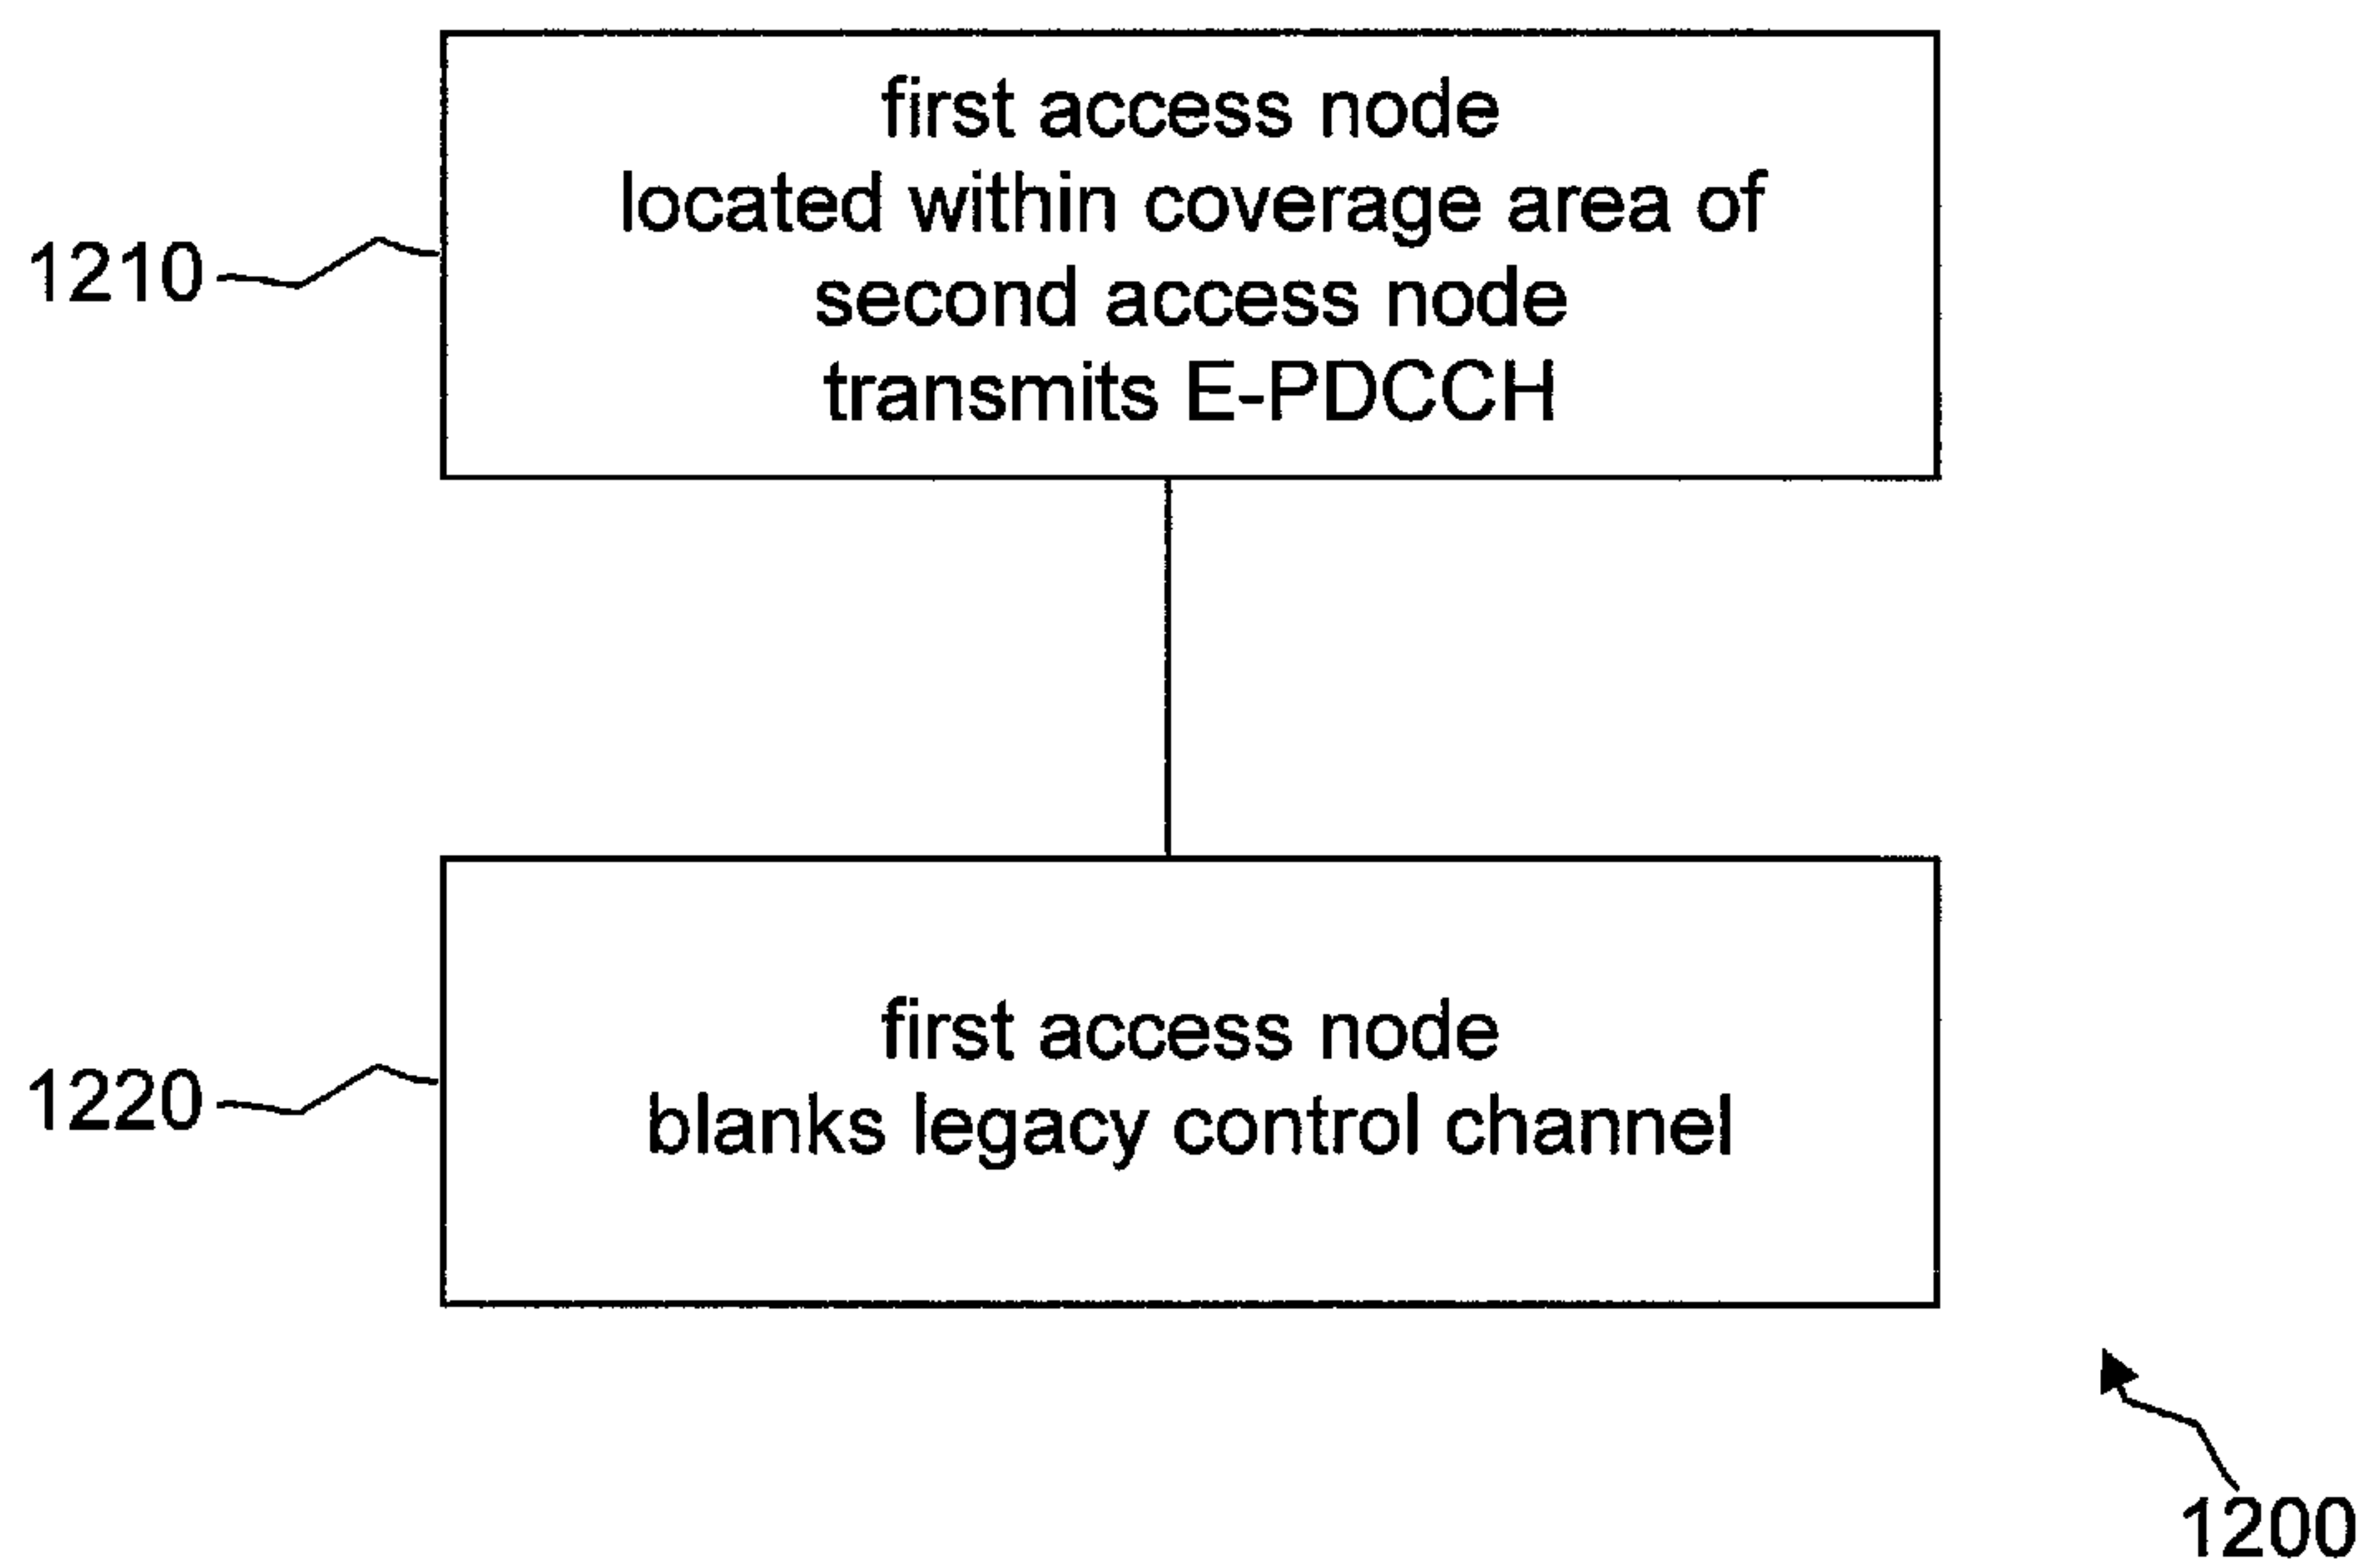 first access node
located within coverage area of
second access node
transmits E-PDCCH
1210
first access node
blanks legacy control channel
1220
1200